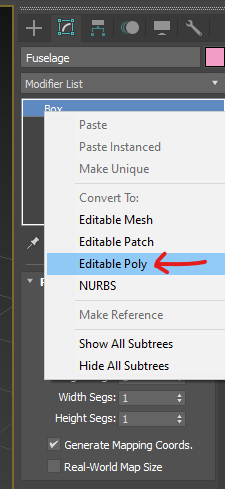 Fuselage
Modifier List
Box
Paste
Paste Instanced
Make Unique
Convert To:
Editable Mesh
Editable Patch
Editable Poly
NURBS
Make Reference
Show All Subtrees
Hide All Subtrees
Width Segs: 1
Height Segs: 1
Generate Mapping Coords.
Real-World Map Size